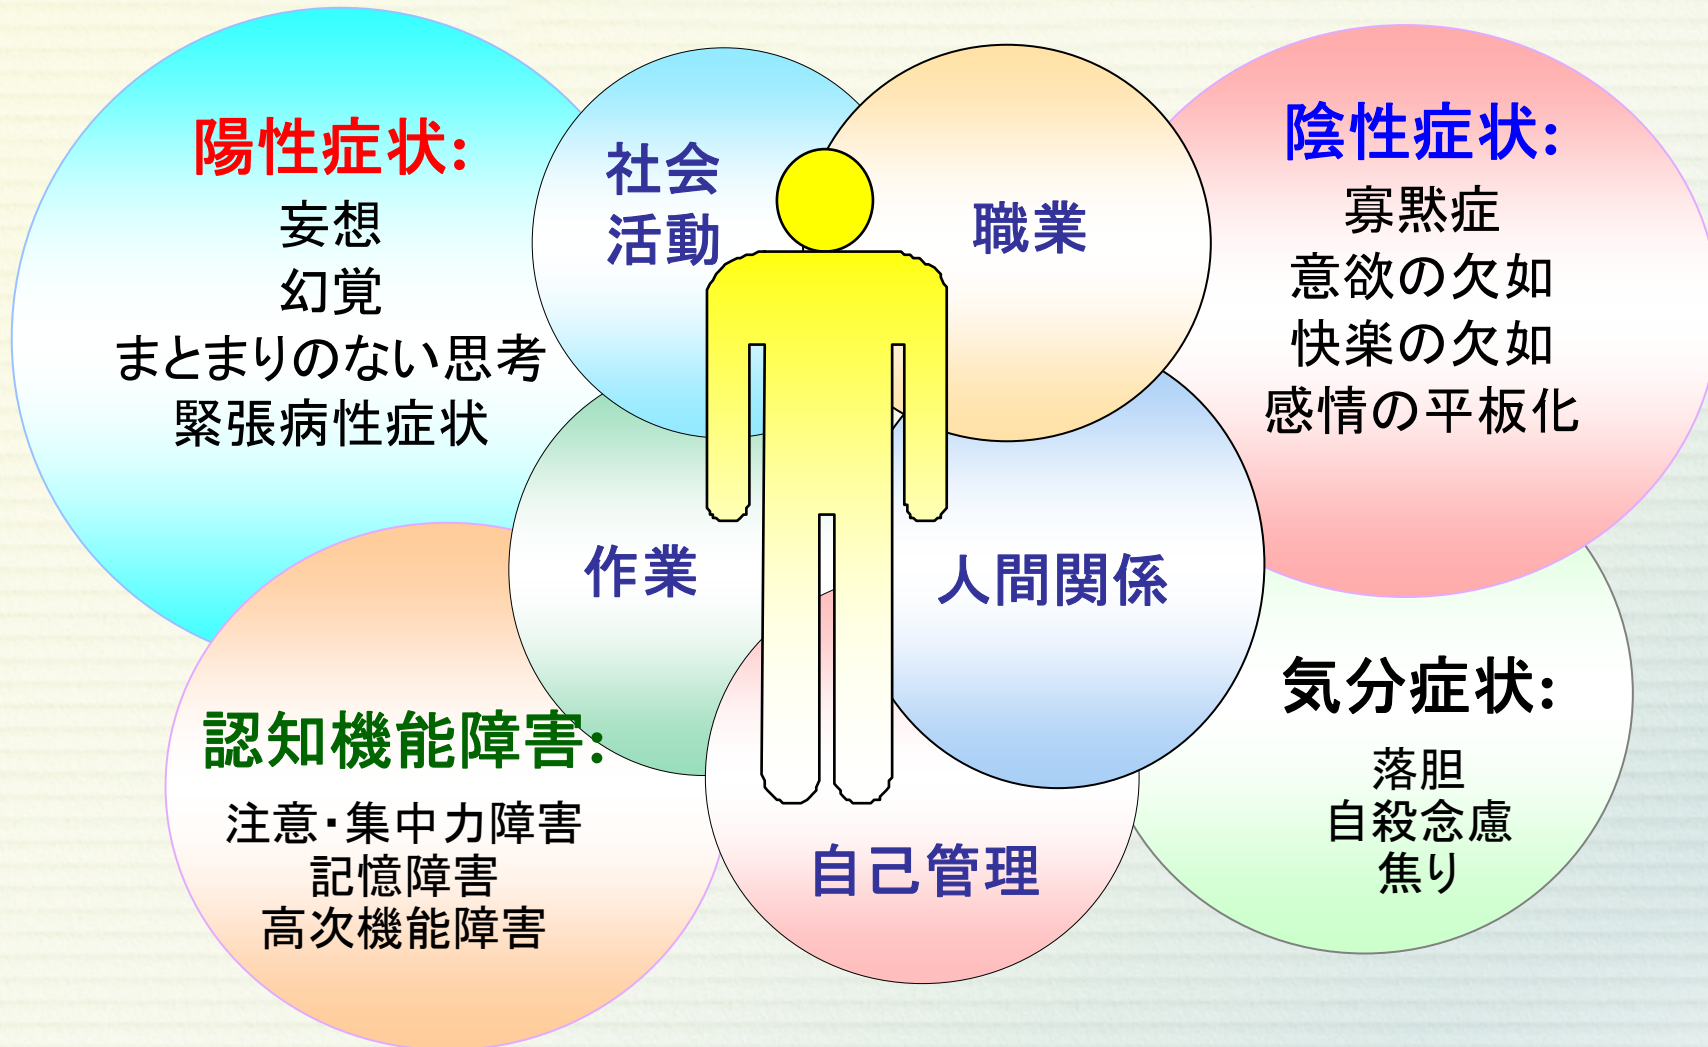 陽性症状:
妄想
幻覚
まとまりのない思考
緊張病性症状
社会
活動
職業
陰性症状:
寡黙症
意欲の欠如
快楽の欠如
感情の平板化
作業
人間関係
認知機能障害:
注意・集中力障害
記憶障害
高次機能障害
自己管理
気分症状:
落胆
自殺念慮
焦り